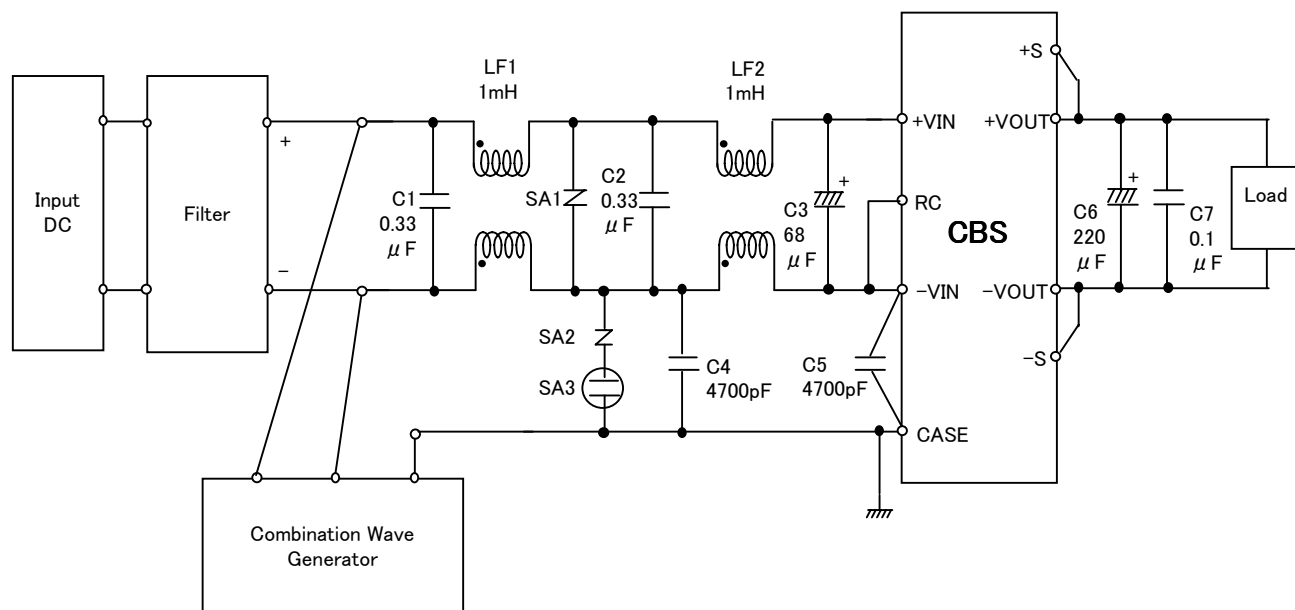 Input
DC
Filter
+
−
LF1
1mH
C1
0.33
μF
SA1
C2
0.33
μF
SA2
SA3
C4
4700pF
LF2
1mH
+
C3
68
μF
C5
4700pF
+VIN
RC
−VIN
CASE
CBS
+S
+VOUT
−VOUT
−S
+
C6
220
μF
C7
0.1
μF
Load
Combination Wave
Generator